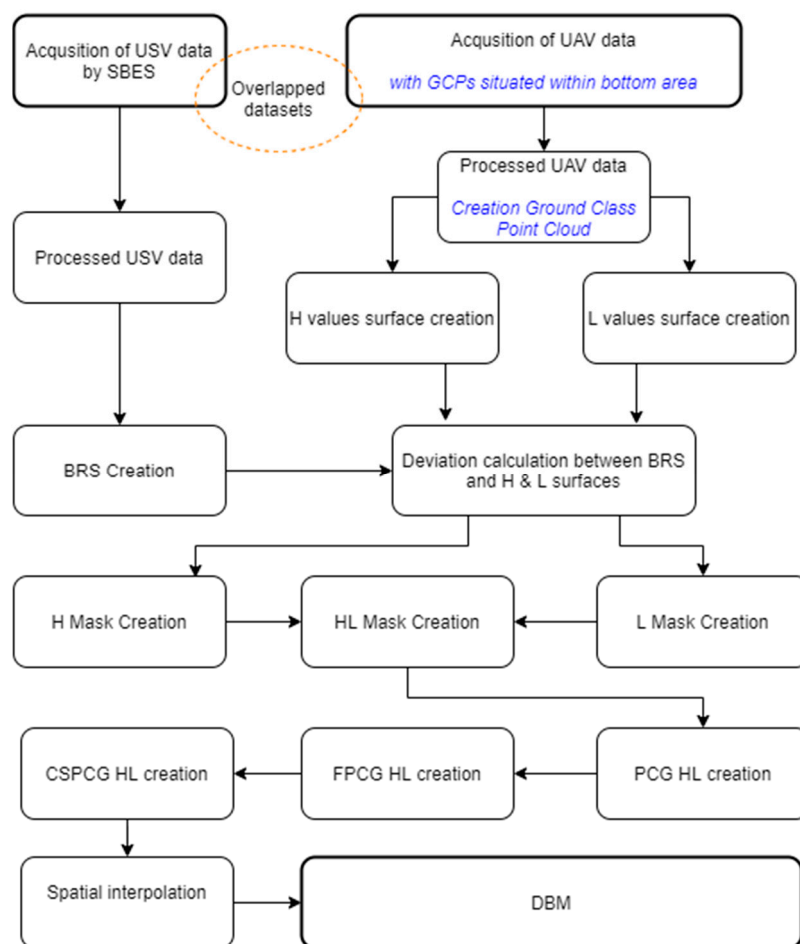 Acqusition of USV data
by SBES
Overlapped
datasets
Acqusition of UAV data
with GCPs situated within bottom area
Processed UAV data
Creation Ground Class
Point Cloud
Processed USV data
H values surface creation
L values surface creation
BRS Creation
Deviation calculation between BRS
and H & L surfaces
H Mask Creation
HL Mask Creation
L Mask Creation
CSPCG HL creation
FPCG HL creation
PCG HL creation
Spatial interpolation
DBM